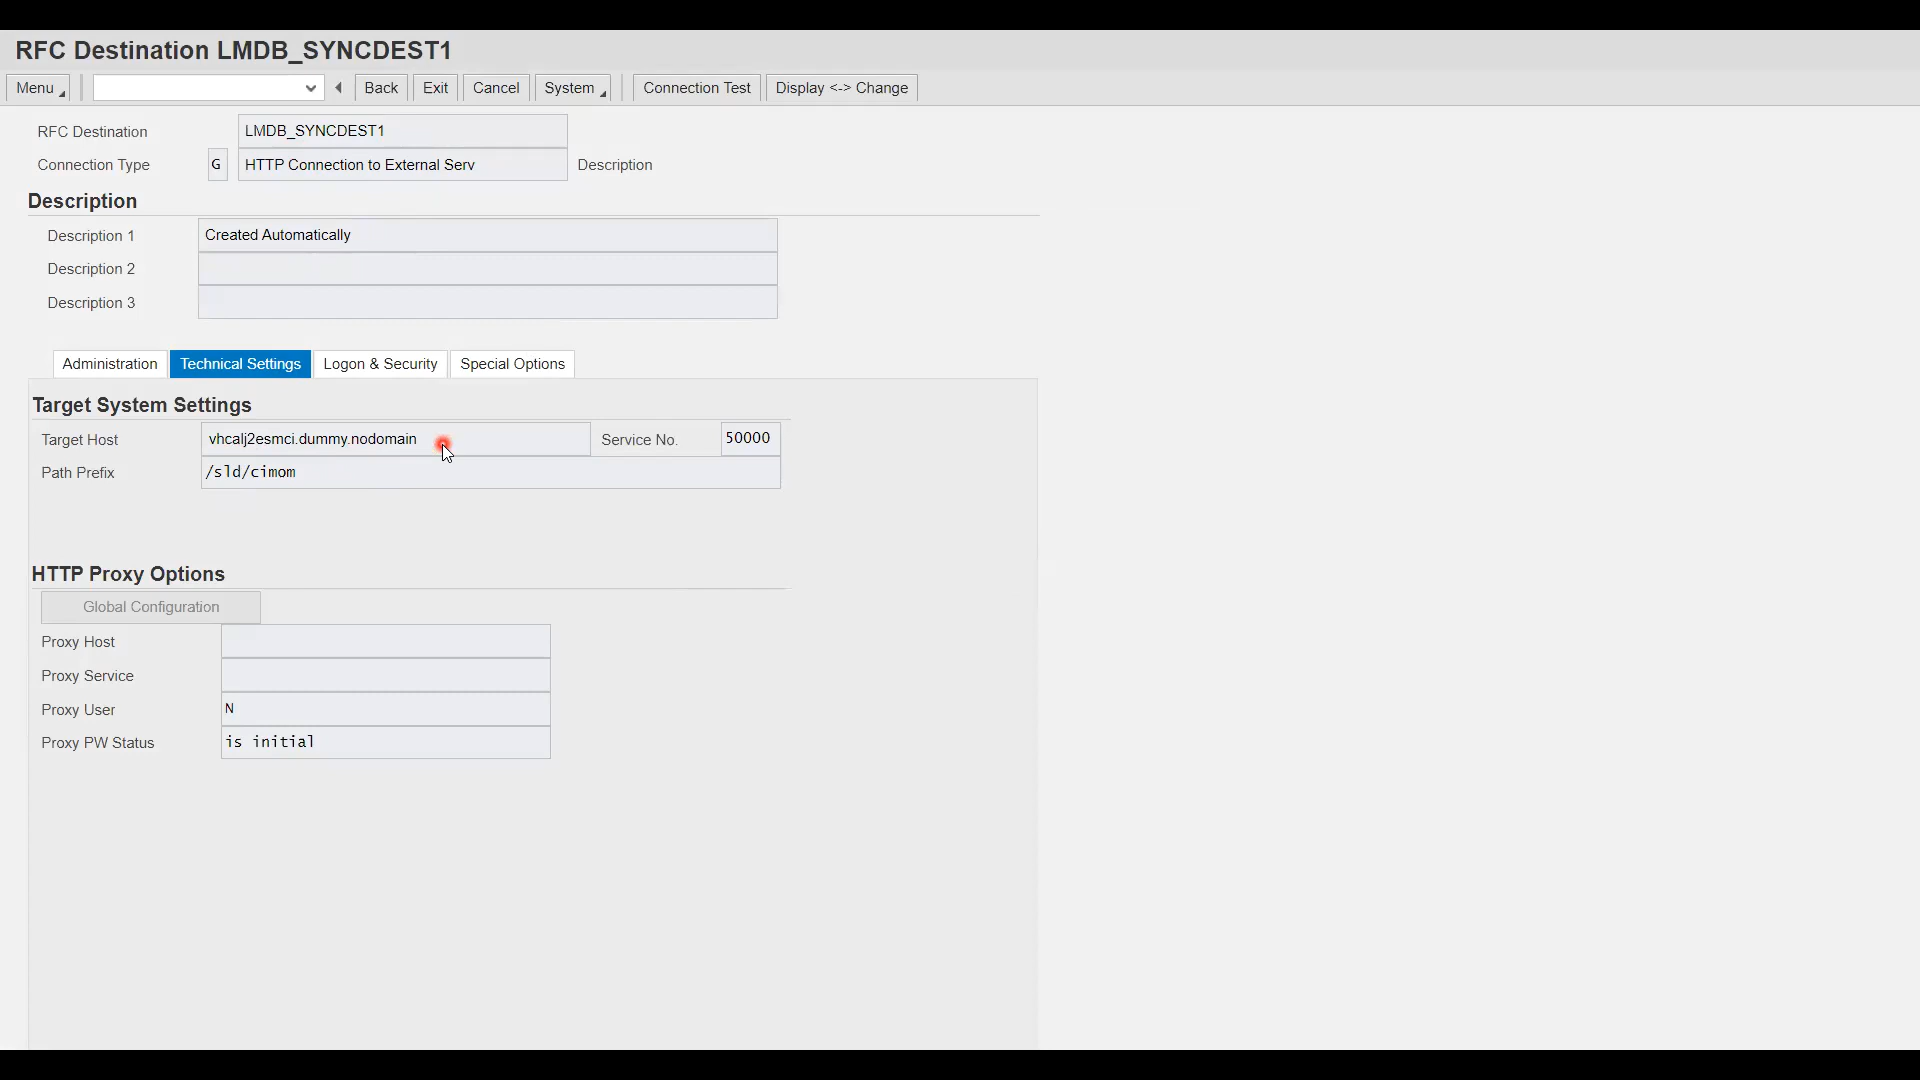 RFC Destination LMDB_SYNCDEST1
Menu Back Exit Cancel System Connection Test Display <-> Change
RFC Destination LMDB_SYNCDEST1
Connection Type G HTTP Connection to External Serv Description
Description
Description 1 Created Automatically
Description 2
Description 3
Administration Technical Settings Logon & Security Special Options
Target System Settings
Target Host vhcalj2esmci.dummy.nodomain Service No. 50000
Path Prefix /sld/cimom
HTTP Proxy Options
Global Configuration
Proxy Host
Proxy Service
Proxy User N
Proxy PW Status is initial